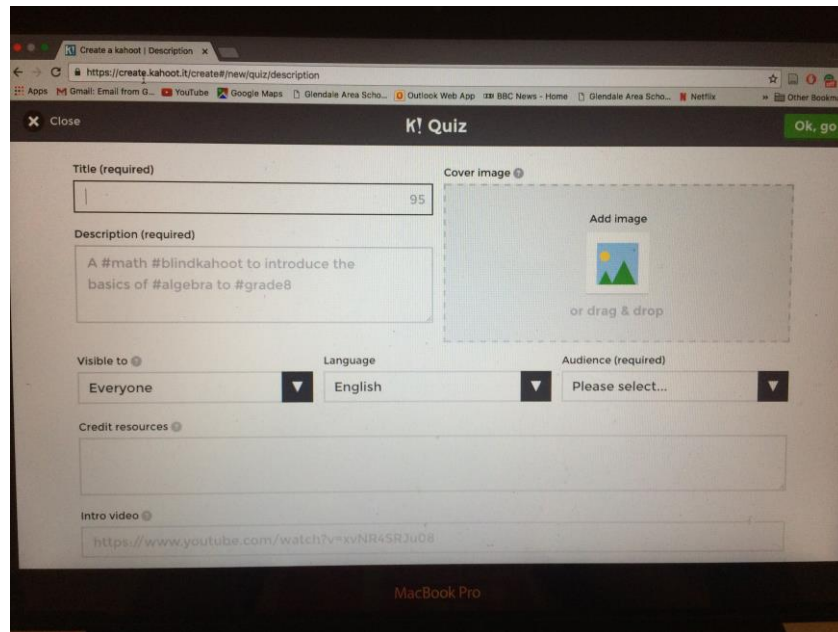 Create a kahoot | Description
https://create.kahoot.it/create#/new/quiz/description
Apps Gmail: Email from G... YouTube Google Maps Glendale Area Scho... Outlook Web App BBC News - Home Glendale Area Scho... Netflix » Other Bookm
Close K! Quiz Ok, go
Title (required) Cover image
95
Add image
Description (required)
A #math #blindkahoot to introduce the
basics of #algebra to #grade8
or drag & drop
Visible to Language Audience (required)
Everyone English Please select...
Credit resources
Intro video
https://www.youtube.com/watch?v=xvNR4SRJu08
MacBook Pro